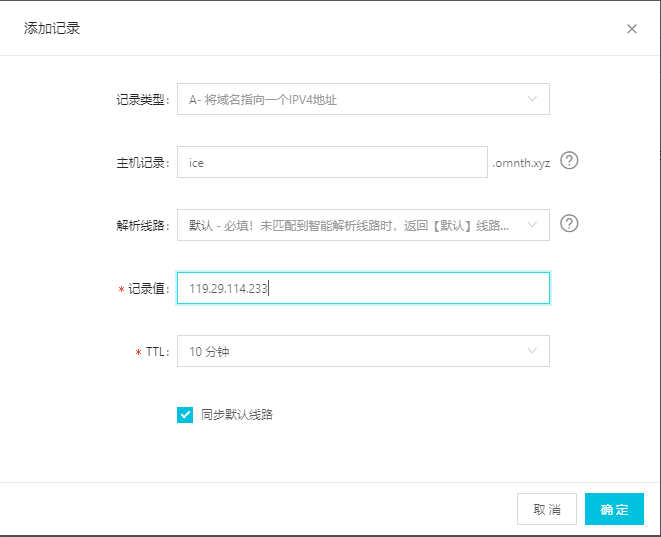 添加记录
记录类型: A- 将域名指向一个IPV4地址
主机记录: ice .ornnth.xyz
解析线路: 默认 - 必填！未匹配到智能解析线路时，返回【默认】线路...
* 记录值: 119.29.114.233
* TTL: 10 分钟
同步默认线路
取消 确定